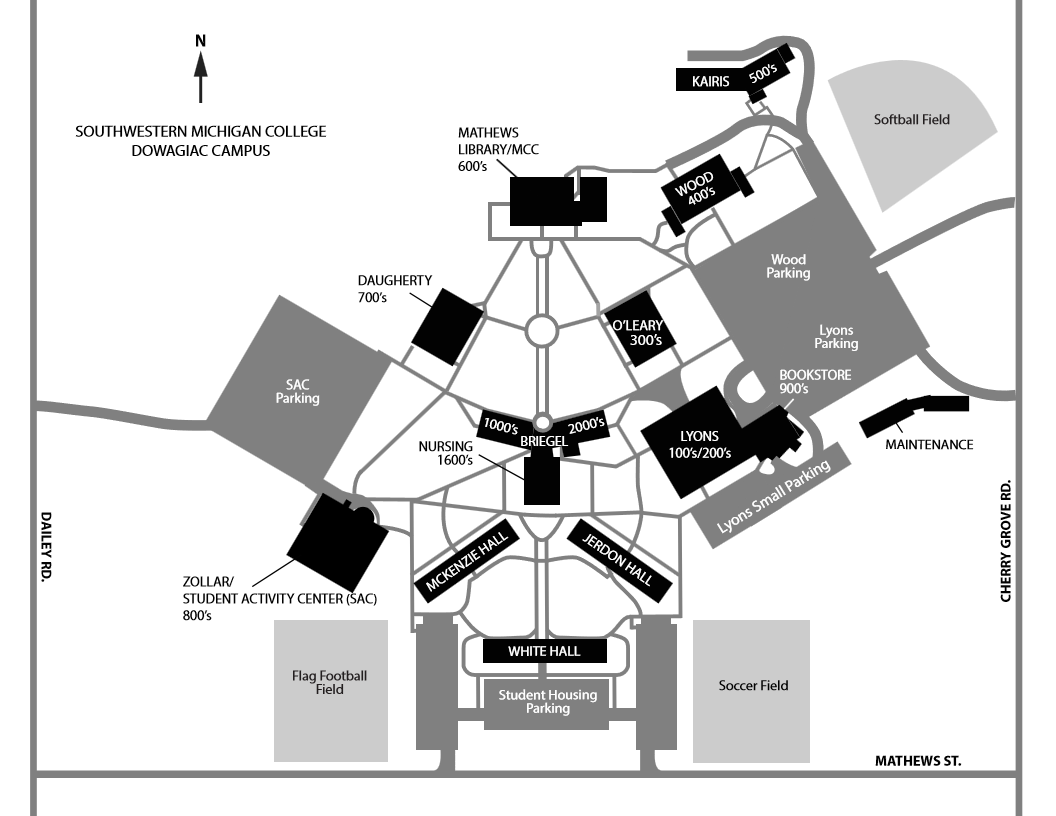 N
SOUTHWESTERN MICHIGAN COLLEGE
DOWAGIAC CAMPUS
KAIRIS
500's
Softball Field
MATHEWS
LIBRARY/MCC
600's
WOOD
400's
Wood
Parking
DAUGHERTY
700's
O'LEARY
300's
Lyons
Parking
SAC
Parking
BOOKSTORE
900's
1000's
2000's
BRIEGEL
LYONS
100's/200's
MAINTENANCE
NURSING
1600's
Lyons Small Parking
DAILEY RD.
CHERRY GROVE RD.
MCKENZIE HALL
JERDON HALL
ZOLLAR/
STUDENT ACTIVITY CENTER (SAC)
800's
WHITE HALL
Flag Football
Field
Student Housing
Parking
Soccer Field
MATHEWS ST.